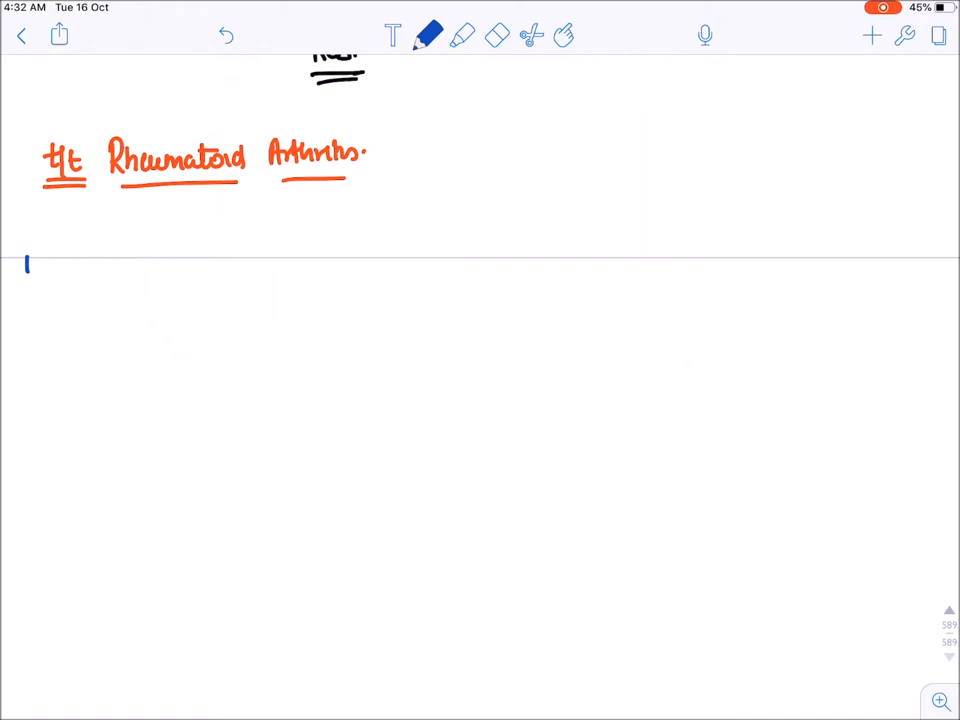 4:32 AM Tue 16 Oct
45%
T
Rheumatoid Arthritis.
589
589